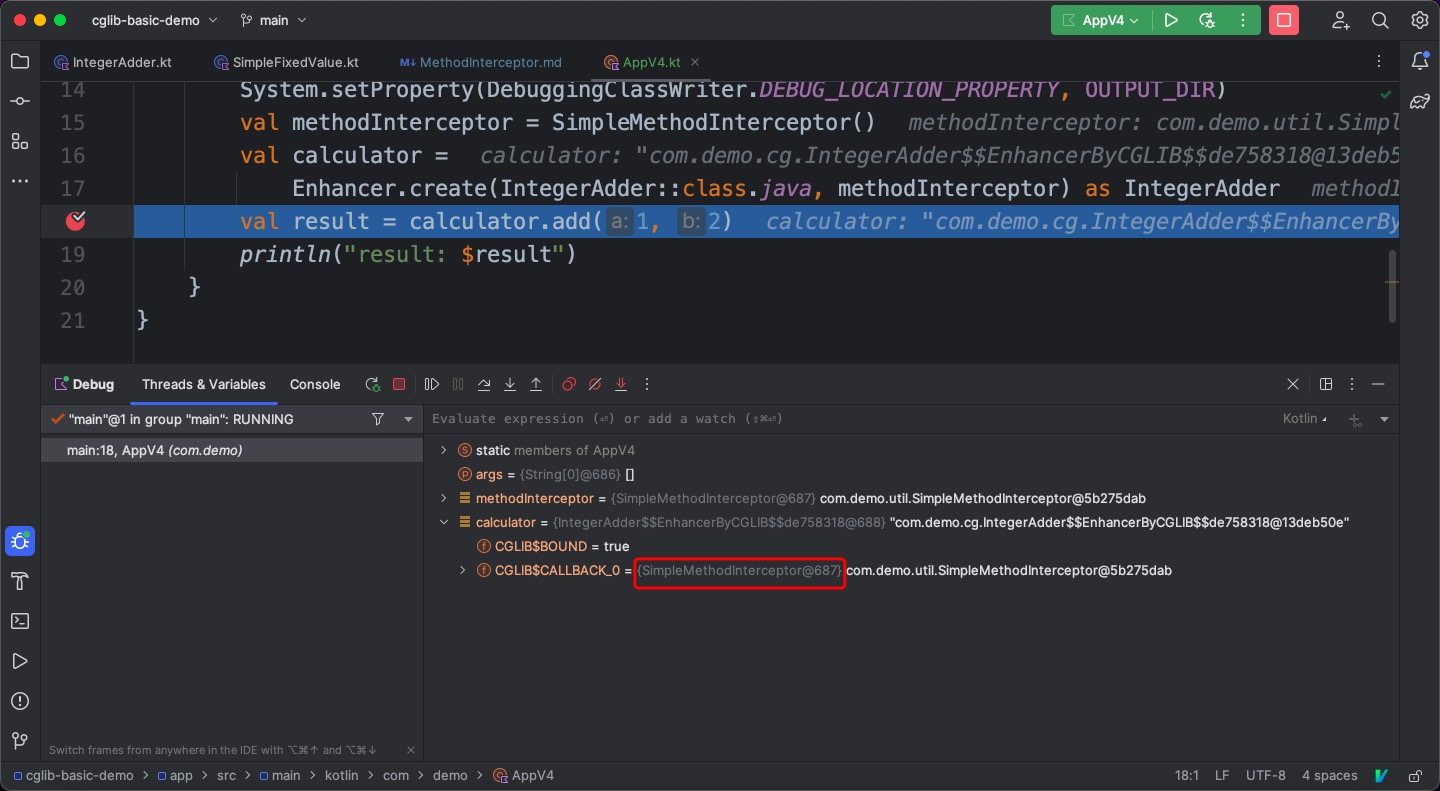 cglib-basic-demo
main
AppV4
IntegerAdder.kt
SimpleFixedValue.kt
M↓ MethodInterceptor.md
AppV4.kt
14 System.setProperty(DebuggingClassWriter.DEBUG_LOCATION_PROPERTY, OUTPUT_DIR)
15 val methodInterceptor = SimpleMethodInterceptor() methodInterceptor: com.demo.util.Simpl
16 val calculator = calculator: "com.demo.cg.IntegerAdder$$EnhancerByCGLIB$$de758318@13deb5
17 Enhancer.create(IntegerAdder::class.java, methodInterceptor) as IntegerAdder methodI
val result = calculator.add( a: 1, b: 2) calculator: "com.demo.cg.IntegerAdder$$EnhancerBy
19 println("result: $result")
20 }
21 }
Debug
Threads & Variables
Console
"main"@1 in group "main": RUNNING
main:18, AppV4 (com.demo)
Switch frames from anywhere in the IDE with ⌥⌘↑ and ⌥⌘↓
Evaluate expression (⏎) or add a watch (⇧⌘⏎)
Kotlin
static members of AppV4
args = {String[0]@686} []
methodInterceptor = {SimpleMethodInterceptor@687} com.demo.util.SimpleMethodInterceptor@5b275dab
calculator = {IntegerAdder$$EnhancerByCGLIB$$de758318@688} "com.demo.cg.IntegerAdder$$EnhancerByCGLIB$$de758318@13deb50e"
CGLIB$BOUND = true
CGLIB$CALLBACK_0 = {SimpleMethodInterceptor@687} com.demo.util.SimpleMethodInterceptor@5b275dab
cglib-basic-demo > app > src > main > kotlin > com > demo > AppV4
18:1 LF UTF-8 4 spaces